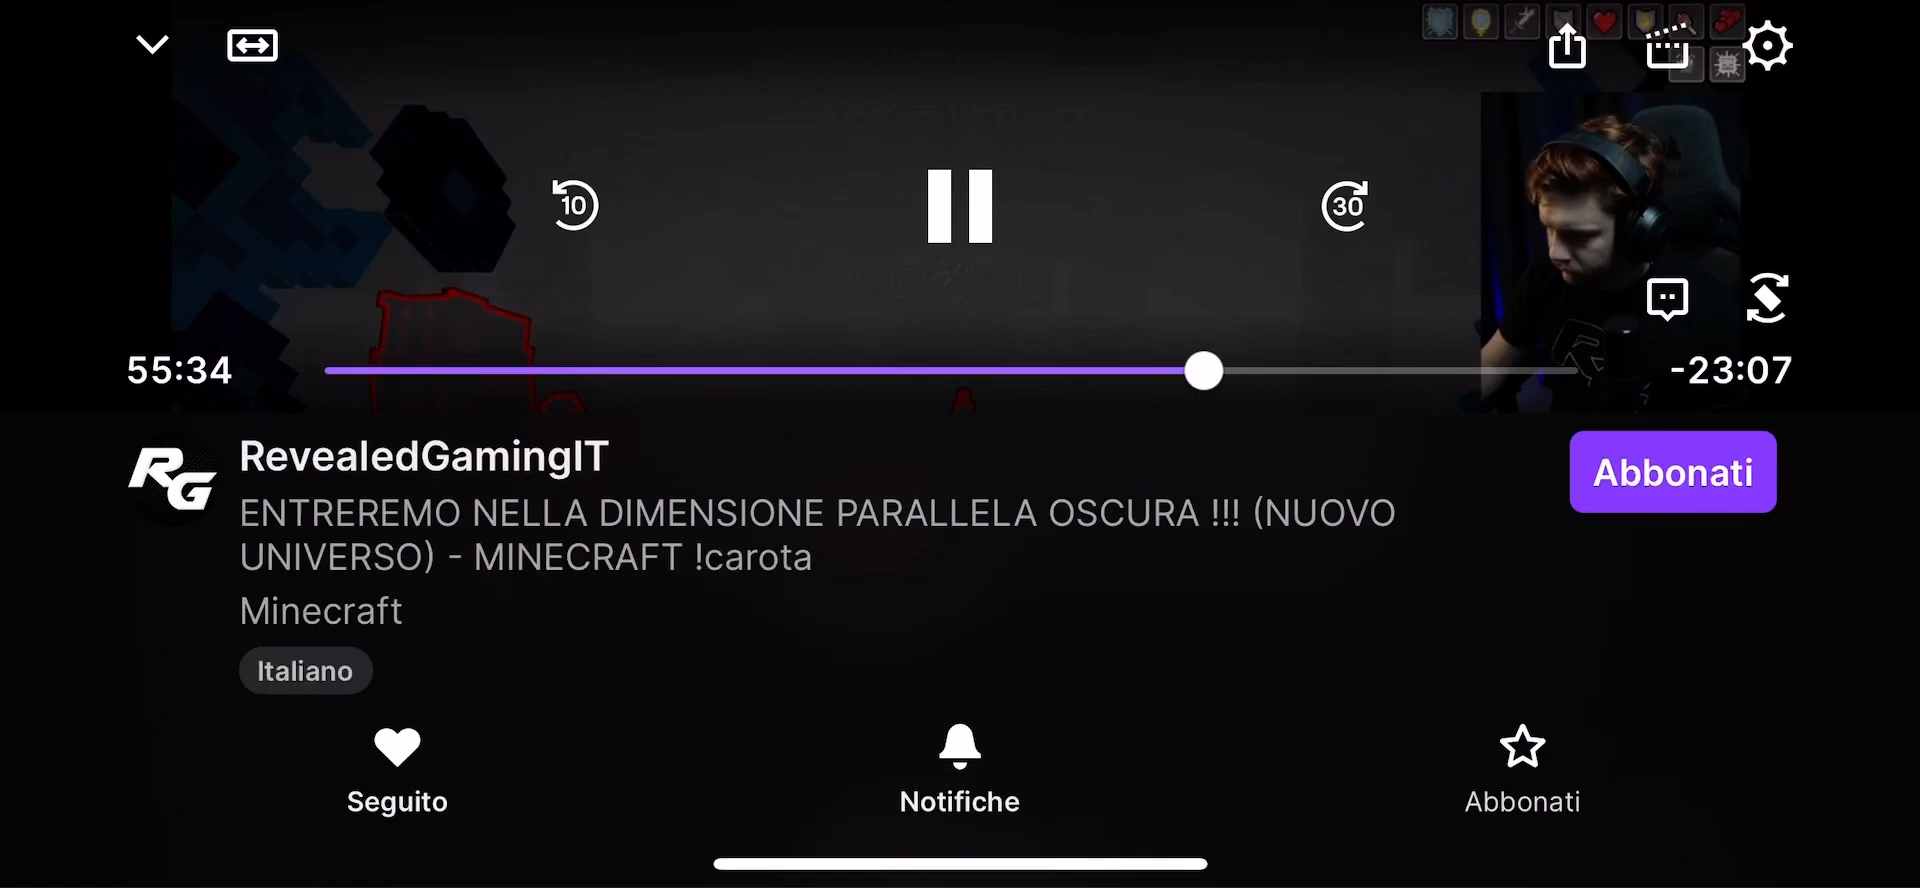 10
30
55:34
-23:07
RG
RevealedGamingIT
Abbonati
ENTREREMO NELLA DIMENSIONE PARALLELA OSCURA !!! (NUOVO
UNIVERSO) - MINECRAFT !carota
Minecraft
Italiano
Seguito
Notifiche
Abbonati